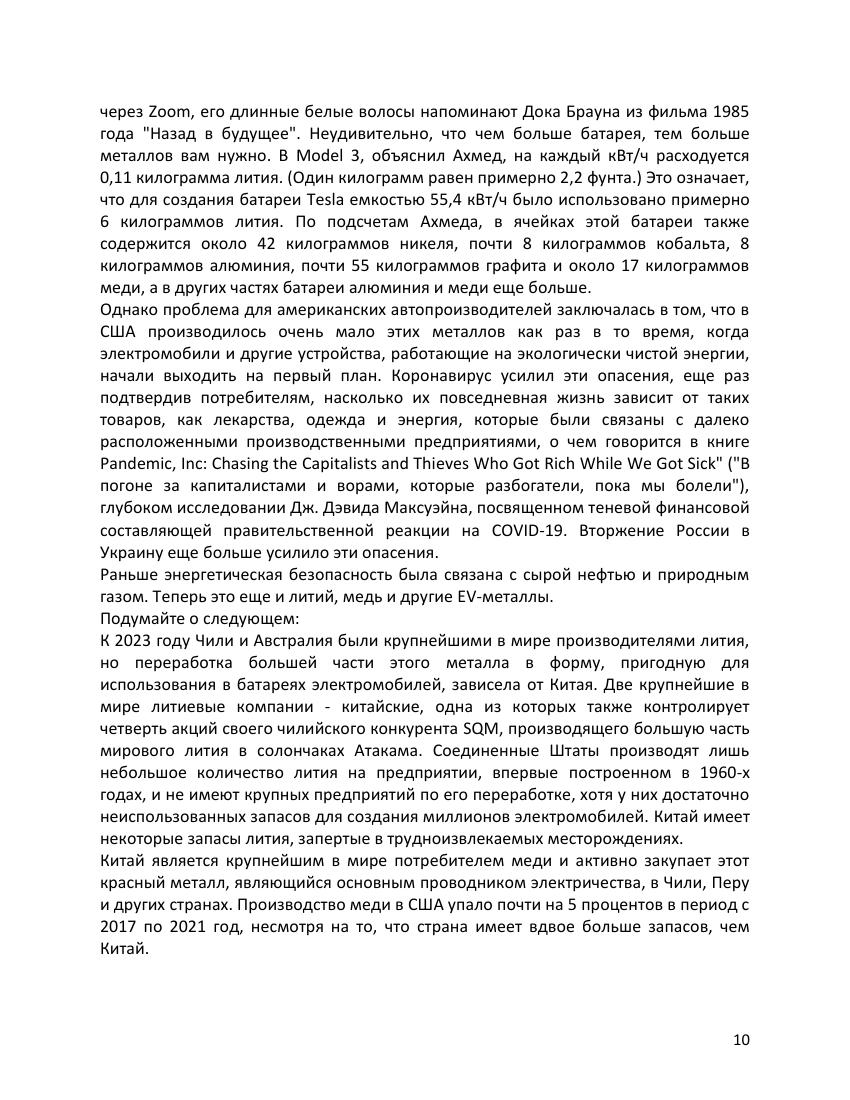 через Zoom, его длинные белые волосы напоминают Дока Брауна из фильма 1985
года "Назад в будущее". Неудивительно, что чем больше батарея, тем больше
металлов вам нужно. В Model 3, объяснил Ахмед, на каждый кВт/ч расходуется
0,11 килограмма лития. (Один килограмм равен примерно 2,2 фунта.) Это означает,
что для создания батареи Tesla емкостью 55,4 кВт/ч было использовано примерно
6 килограммов лития. По подсчетам Ахмеда, в ячейках этой батареи также
содержится около 42 килограммов никеля, почти 8 килограммов кобальта, 8
килограммов алюминия, почти 55 килограммов графита и около 17 килограммов
меди, а в других частях батареи алюминия и меди еще больше.
Однако проблема для американских автопроизводителей заключалась в том, что в
США производилось очень мало этих металлов как раз в то время, когда
электромобили и другие устройства, работающие на экологически чистой энергии,
начали выходить на первый план. Коронавирус усилил эти опасения, еще раз
подтвердив потребителям, насколько их повседневная жизнь зависит от таких
товаров, как лекарства, одежда и энергия, которые были связаны с далеко
расположенными производственными предприятиями, о чем говорится в книге
Pandemic, Inc: Chasing the Capitalists and Thieves Who Got Rich While We Got Sick" ("В
погоне за капиталистами и ворами, которые разбогатели, пока мы болели"),
глубоком исследовании Дж. Дэвида Максуэйна, посвященном теневой финансовой
составляющей правительственной реакции на COVID-19. Вторжение России в
Украину еще больше усилило эти опасения.
Раньше энергетическая безопасность была связана с сырой нефтью и природным
газом. Теперь это еще и литий, медь и другие EV-металлы.
Подумайте о следующем:
К 2023 году Чили и Австралия были крупнейшими в мире производителями лития,
но переработка большей части этого металла в форму, пригодную для
использования в батареях электромобилей, зависела от Китая. Две крупнейшие в
мире литиевые компании - китайские, одна из которых также контролирует
четверть акций своего чилийского конкурента SQM, производящего большую часть
мирового лития в солончаках Атакама. Соединенные Штаты производят лишь
небольшое количество лития на предприятии, впервые построенном в 1960-х
годах, и не имеют крупных предприятий по его переработке, хотя у них достаточно
неиспользованных запасов для создания миллионов электромобилей. Китай имеет
некоторые запасы лития, запертые в трудноизвлекаемых месторождениях.
Китай является крупнейшим в мире потребителем меди и активно закупает этот
красный металл, являющийся основным проводником электричества, в Чили, Перу
и других странах. Производство меди в США упало почти на 5 процентов в период с
2017 по 2021 год, несмотря на то, что страна имеет вдвое больше запасов, чем
Китай.
10